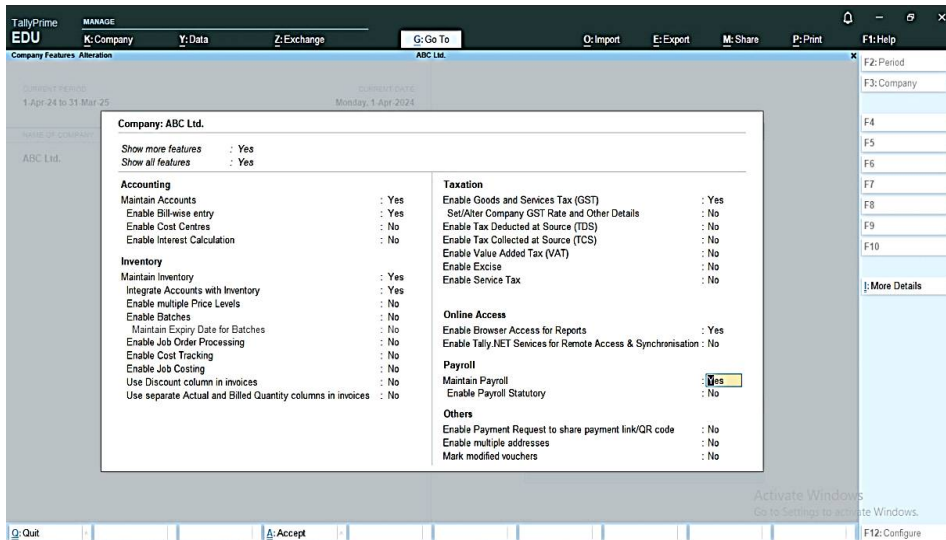 TallyPrime
EDU
MANAGE
K: Company
Y: Data
Z: Exchange
G: Go To
O: Import
E: Export
M: Share
P: Print
F1: Help
Company Features Alteration
ABC Ltd.
CURRENT PERIOD
1-Apr-24 to 31-Mar-25
CURRENT DATE
Monday, 1-Apr-2024
NAME OF COMPANY
ABC Ltd.
Company: ABC Ltd.
Show more features : Yes
Show all features : Yes
Accounting
Maintain Accounts : Yes
Enable Bill-wise entry : Yes
Enable Cost Centres : No
Enable Interest Calculation : No
Inventory
Maintain Inventory : Yes
Integrate Accounts with Inventory : Yes
Enable multiple Price Levels : No
Enable Batches : No
Maintain Expiry Date for Batches : No
Enable Job Order Processing : No
Enable Cost Tracking : No
Enable Job Costing : No
Use Discount column in invoices : No
Use separate Actual and Billed Quantity columns in invoices : No
Taxation
Enable Goods and Services Tax (GST) : Yes
Set/Alter Company GST Rate and Other Details : No
Enable Tax Deducted at Source (TDS) : No
Enable Tax Collected at Source (TCS) : No
Enable Value Added Tax (VAT) : No
Enable Excise : No
Enable Service Tax : No
Online Access
Enable Browser Access for Reports : Yes
Enable Tally.NET Services for Remote Access & Synchronisation : No
Payroll
Maintain Payroll : Yes
Enable Payroll Statutory : No
Others
Enable Payment Request to share payment link/QR code : No
Enable multiple addresses : No
Mark modified vouchers : No
F2: Period
F3: Company
F4
F5
F6
F7
F8
F9
F10
I: More Details
Activate Windows
Go to Settings to activate Windows.
Q: Quit
A: Accept
F12: Configure